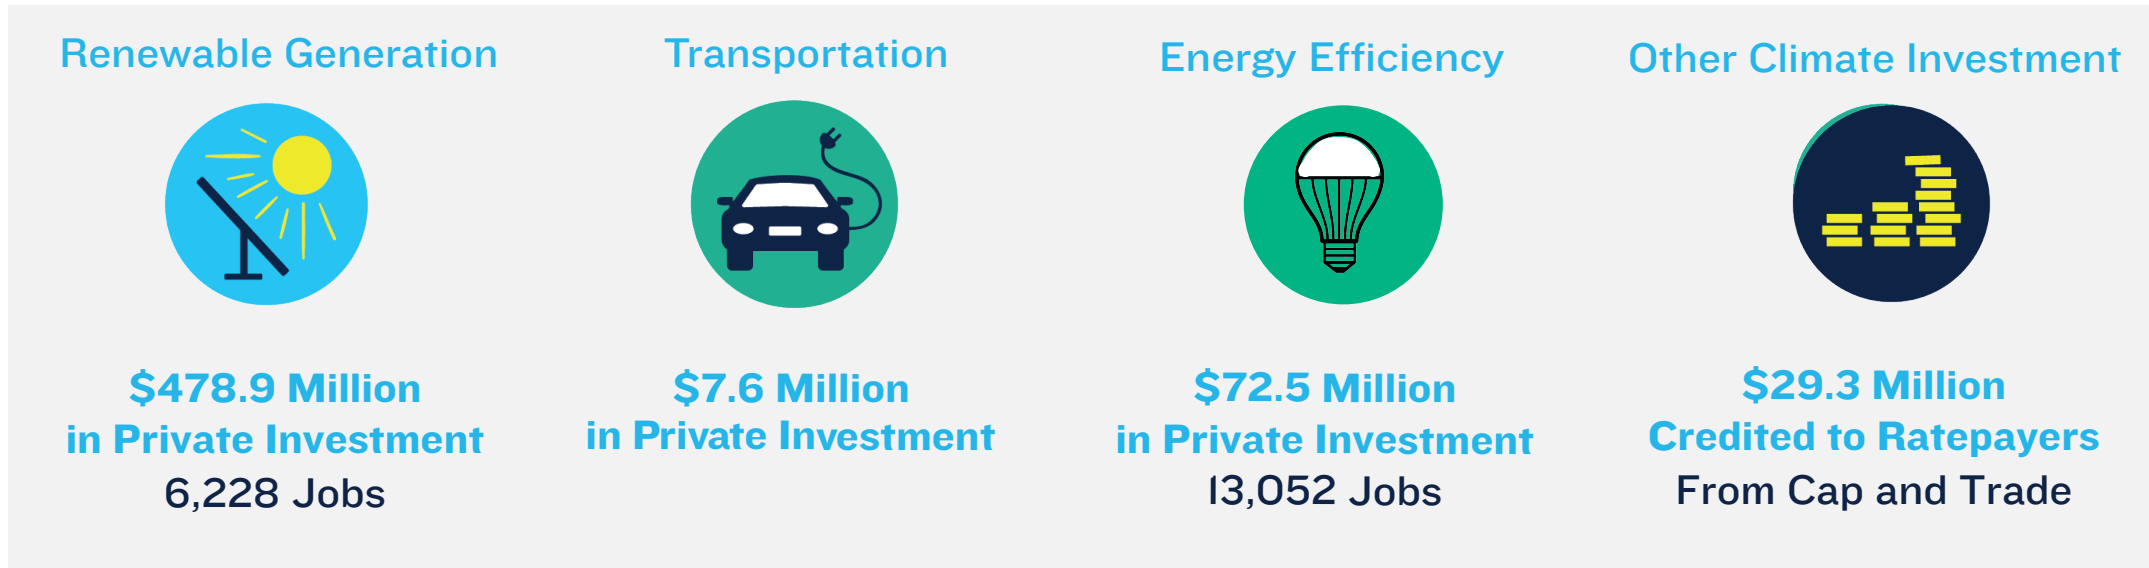 Renewable Generation
$478.9 Million
in Private Investment
6,228 Jobs
Transportation
$7.6 Million
in Private Investment
Energy Efficiency
$72.5 Million
in Private Investment
13,052 Jobs
Other Climate Investment
$29.3 Million
Credited to Ratepayers
From Cap and Trade